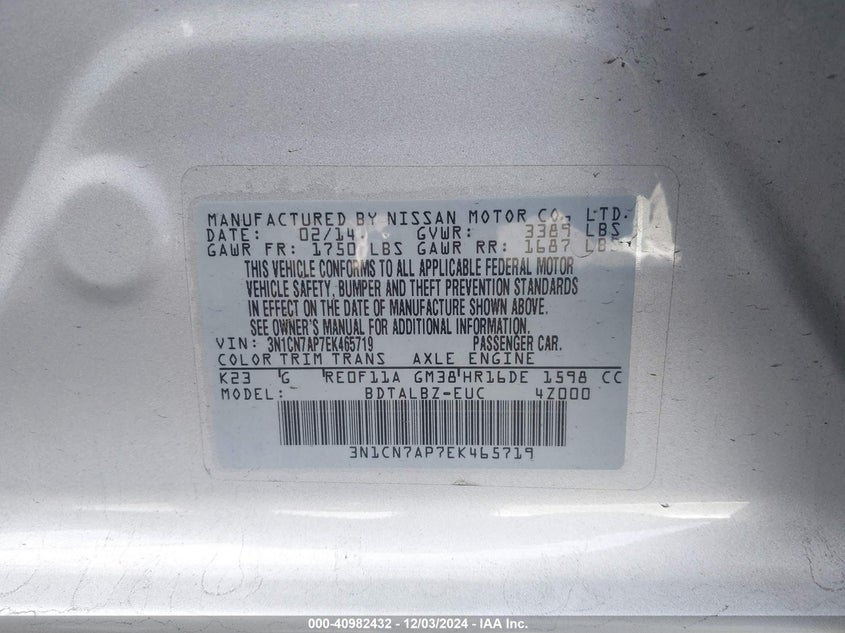 MANUFACTURED BY NISSAN MOTOR CO., LTD.
DATE: 02/14 GVWR: 3389 LBS
GAWR FR: 1750 LBS GAWR RR: 1687 LBS
THIS VEHICLE CONFORMS TO ALL APPLICABLE FEDERAL MOTOR
VEHICLE SAFETY, BUMPER AND THEFT PREVENTION STANDARDS
IN EFFECT ON THE DATE OF MANUFACTURE SHOWN ABOVE.
SEE OWNER'S MANUAL FOR ADDITIONAL INFORMATION.
VIN: 3N1CN7AP7EK465719 PASSENGER CAR.
COLOR TRIM TRANS AXLE ENGINE
K23 G RE0F11A GM38 HR16DE 1598 CC
MODEL: BDTALBZ-EUC 4Z000
3N1CN7AP7EK465719
000-40982432 - 12/03/2024 - IAA Inc.